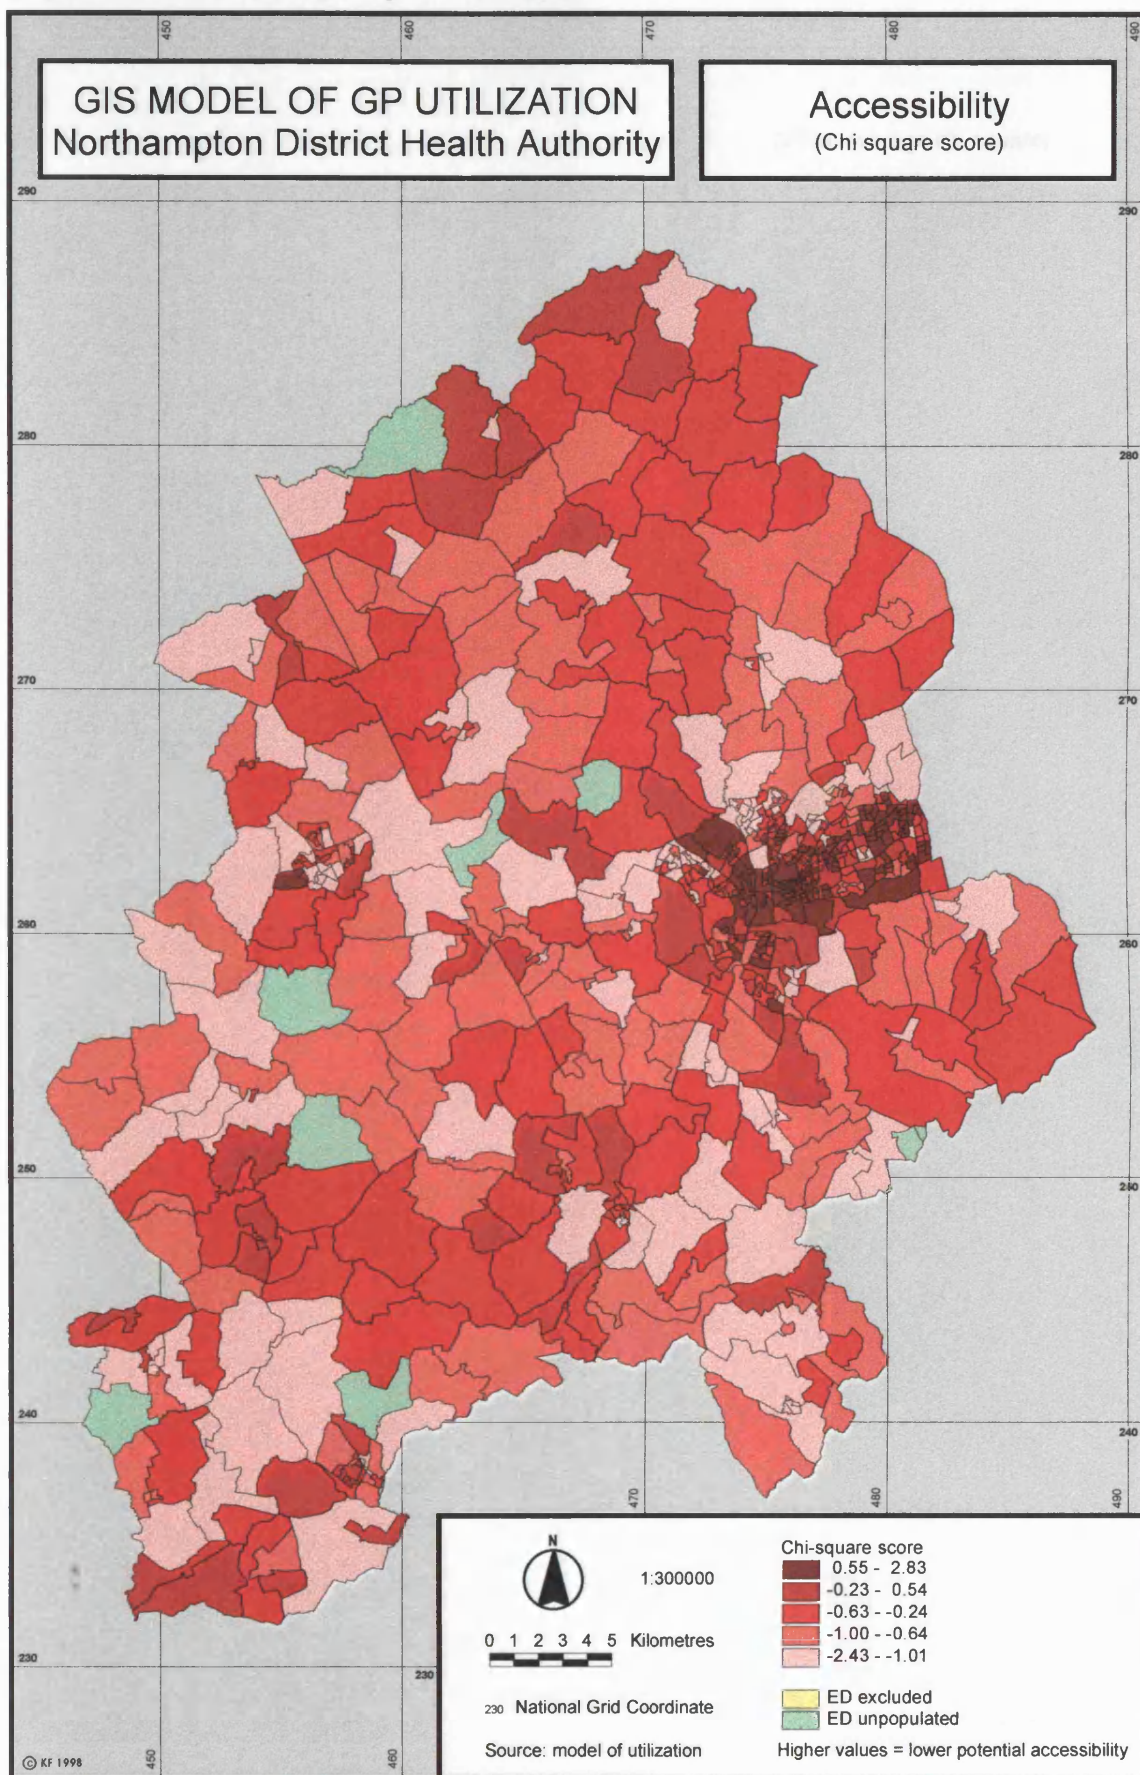 450 460 470 480 490
GIS MODEL OF GP UTILIZATION
Northampton District Health Authority
Accessibility
(Chi square score)
290 290
280 280
270 270
260 260
250 250
240 240
470 480 490
N
1:300000
0 1 2 3 4 5 Kilometres
230 230
230 National Grid Coordinate
Source: model of utilization
Chi-square score
0.55 - 2.83
-0.23 - 0.54
-0.63 - -0.24
-1.00 - -0.64
-2.43 - -1.01
ED excluded
ED unpopulated
Higher values = lower potential accessibility
© KF 1998
450 460